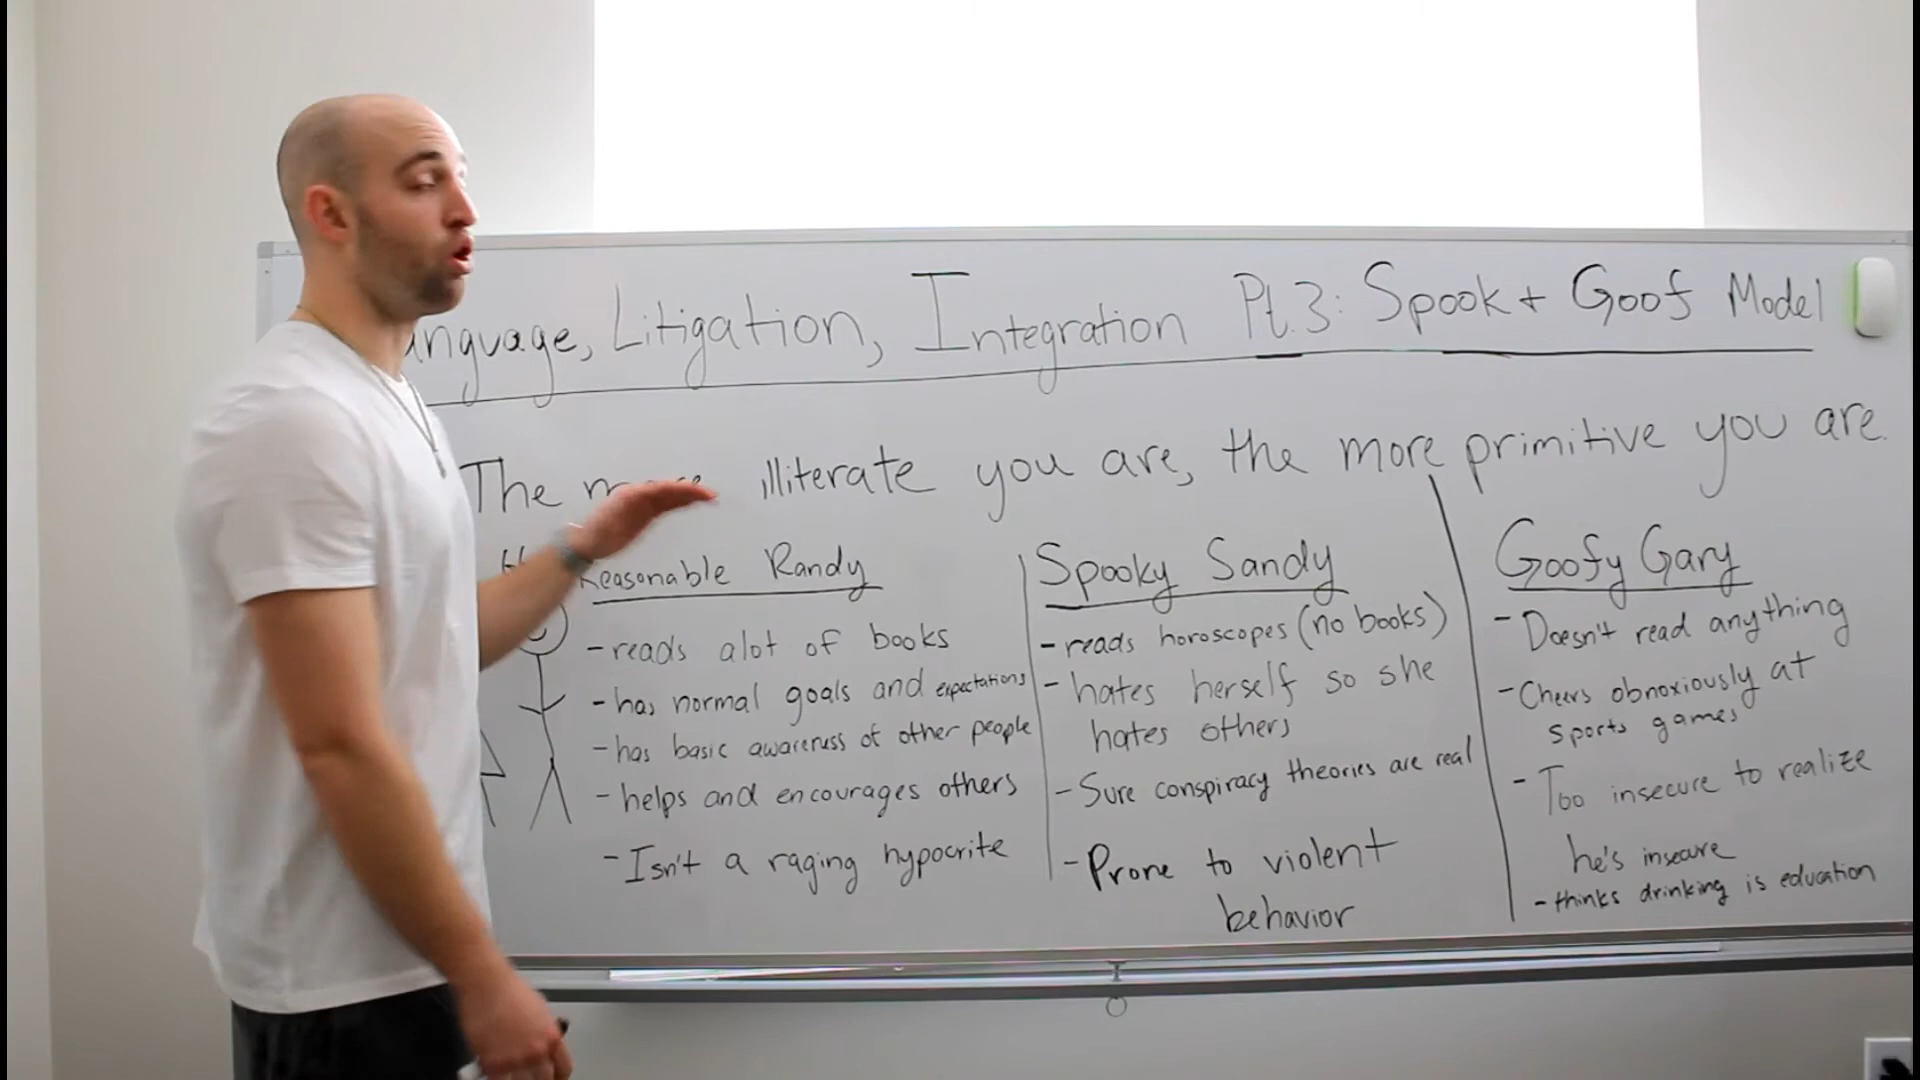 anguage, Litigation, Integration Pt.3: Spook + Goof Model
The more illiterate you are, the more primitive you are.
Reasonable Randy
- reads alot of books
- has normal goals and expectations
- has basic awareness of other people
- helps and encourages others
- Isn't a raging hypocrite
Spooky Sandy
- reads horoscopes (no books)
- hates herself so she
hates others
- Sure conspiracy theories are real
- Prone to violent
behavior
Goofy Gary
- Doesn't read anything
- Cheers obnoxiously at
sports games
- Too insecure to realize
he's insecure
- thinks drinking is education